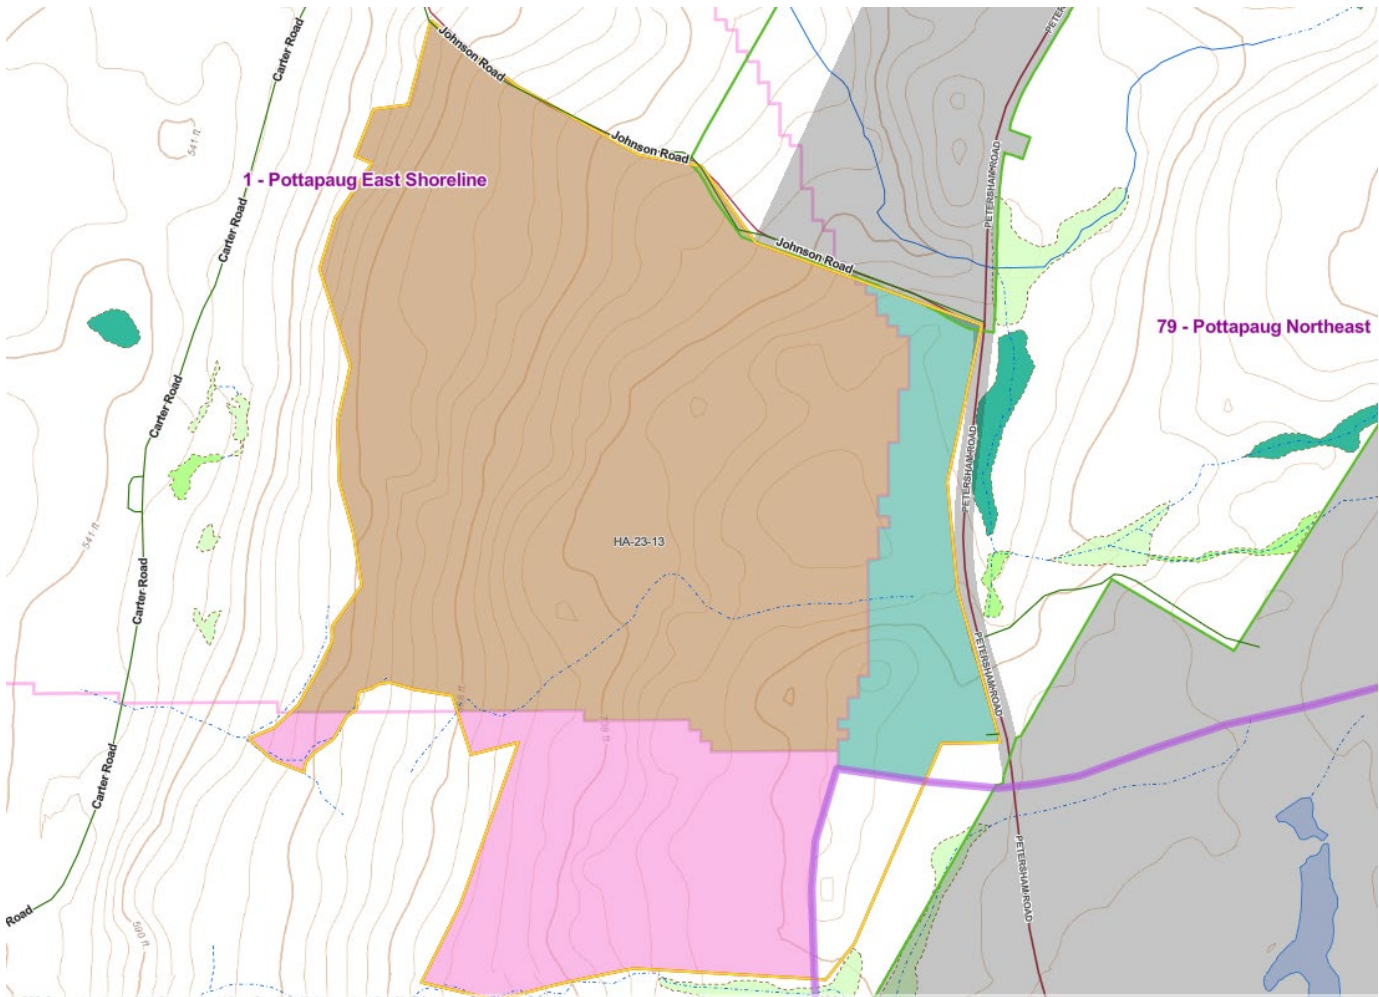 Carter Road
Johnson Road
PETER
541 ft.
1 - Pottapaug East Shoreline
Johnson Road
PETERSHAM ROAD
Carter Road
Johnson Road
79 - Pottapaug Northeast
Carter Road
PETERSHAM ROAD
541 ft.
HA-23-13
Carter Road
PETERSHAM ROAD
Carter Road
PETERSHAM ROAD
Road
590 ft.